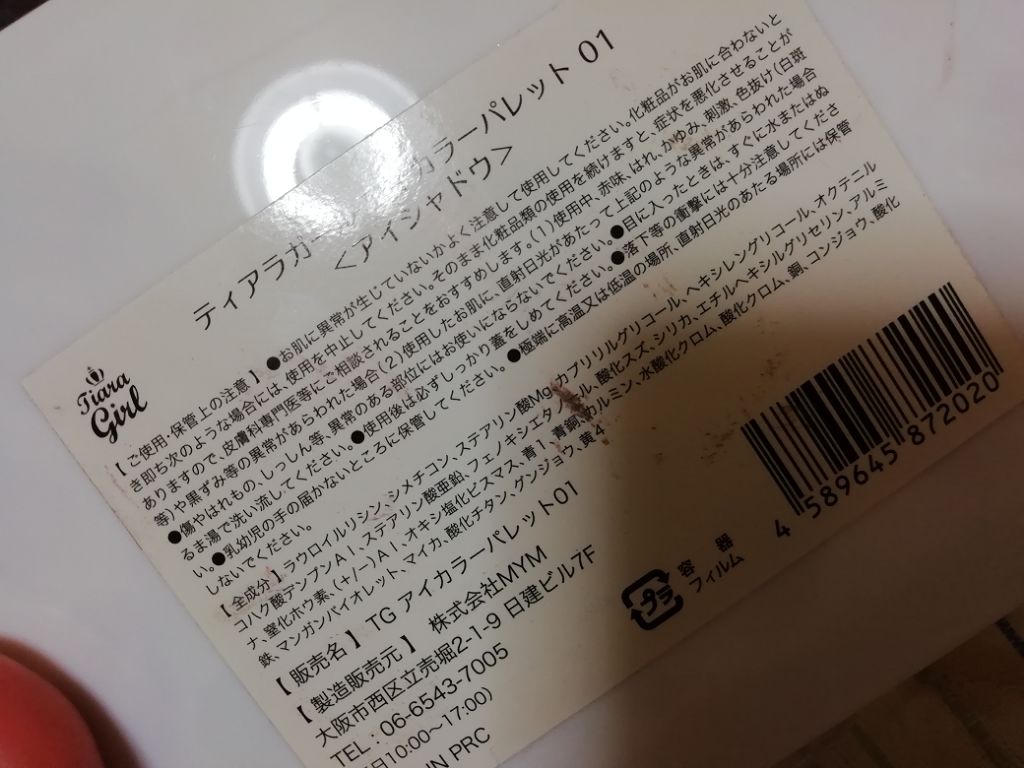 ティアラガー カラーパレット 01
<アイシャドウ>
Tiara
Girl
【 ご使用・保管上の注意 】●お肌に異常が生じていないかよく注意して使用してください。化粧品がお肌に合わないと
き即ち次のような場合には、使用を中止してください。そのまま化粧品類の使用を続けますと、症状を悪化させることが
ありますので、皮膚科専門医等にご相談されることをおすすめします。(1)使用中、赤味、はれ、かゆみ、刺激、色抜け(白斑
等)や黒ずみ等の異常があらわれた場合(2)使用したお肌に、直射日光があたって上記のような異常があらわれた場合
●傷やはれもの、しっしん等、異常のある部位にはお使いにならないでください。●目に入ったときは、すぐに水またはぬ
るま湯で洗い流してください。●使用後は必ずしっかり蓋をしめてください。●落下等の衝撃には十分注意してくださ
い。●乳幼児の手の届かないところに保管してください。●極端に高温又は低温の場所、直射日光のあたる場所には保管
しないでください。
【 全成分 】ラウロイルリシン、ジメチコン、ステアリン酸Mg、カプリリルグリコール、ヘキシレングリコール、オクテニル
コハク酸デンプンAl、ステアリン酸亜鉛、フェノキシエタノール、酸化スズ、シリカ、エチルヘキシルグリセリン、アルミ
ナ、窒化ホウ素、(+/-)Al、オキシ塩化ビスマス、青1、青銅、カルミン、水酸化クロム、酸化クロム、銅、コンジョウ、酸化
鉄、マンガンバイオレット、マイカ、酸化チタン、グンジョウ、黄4
【 販売名 】 TG アイカラーパレット01
【 製造販売元 】 株式会社MYM
大阪市西区立売堀2-1-9 日建ビル7F
TEL : 06-6543-7005
日10:00〜17:00)
IN PRC
プラ
容 器
フィルム
4 589645 872020